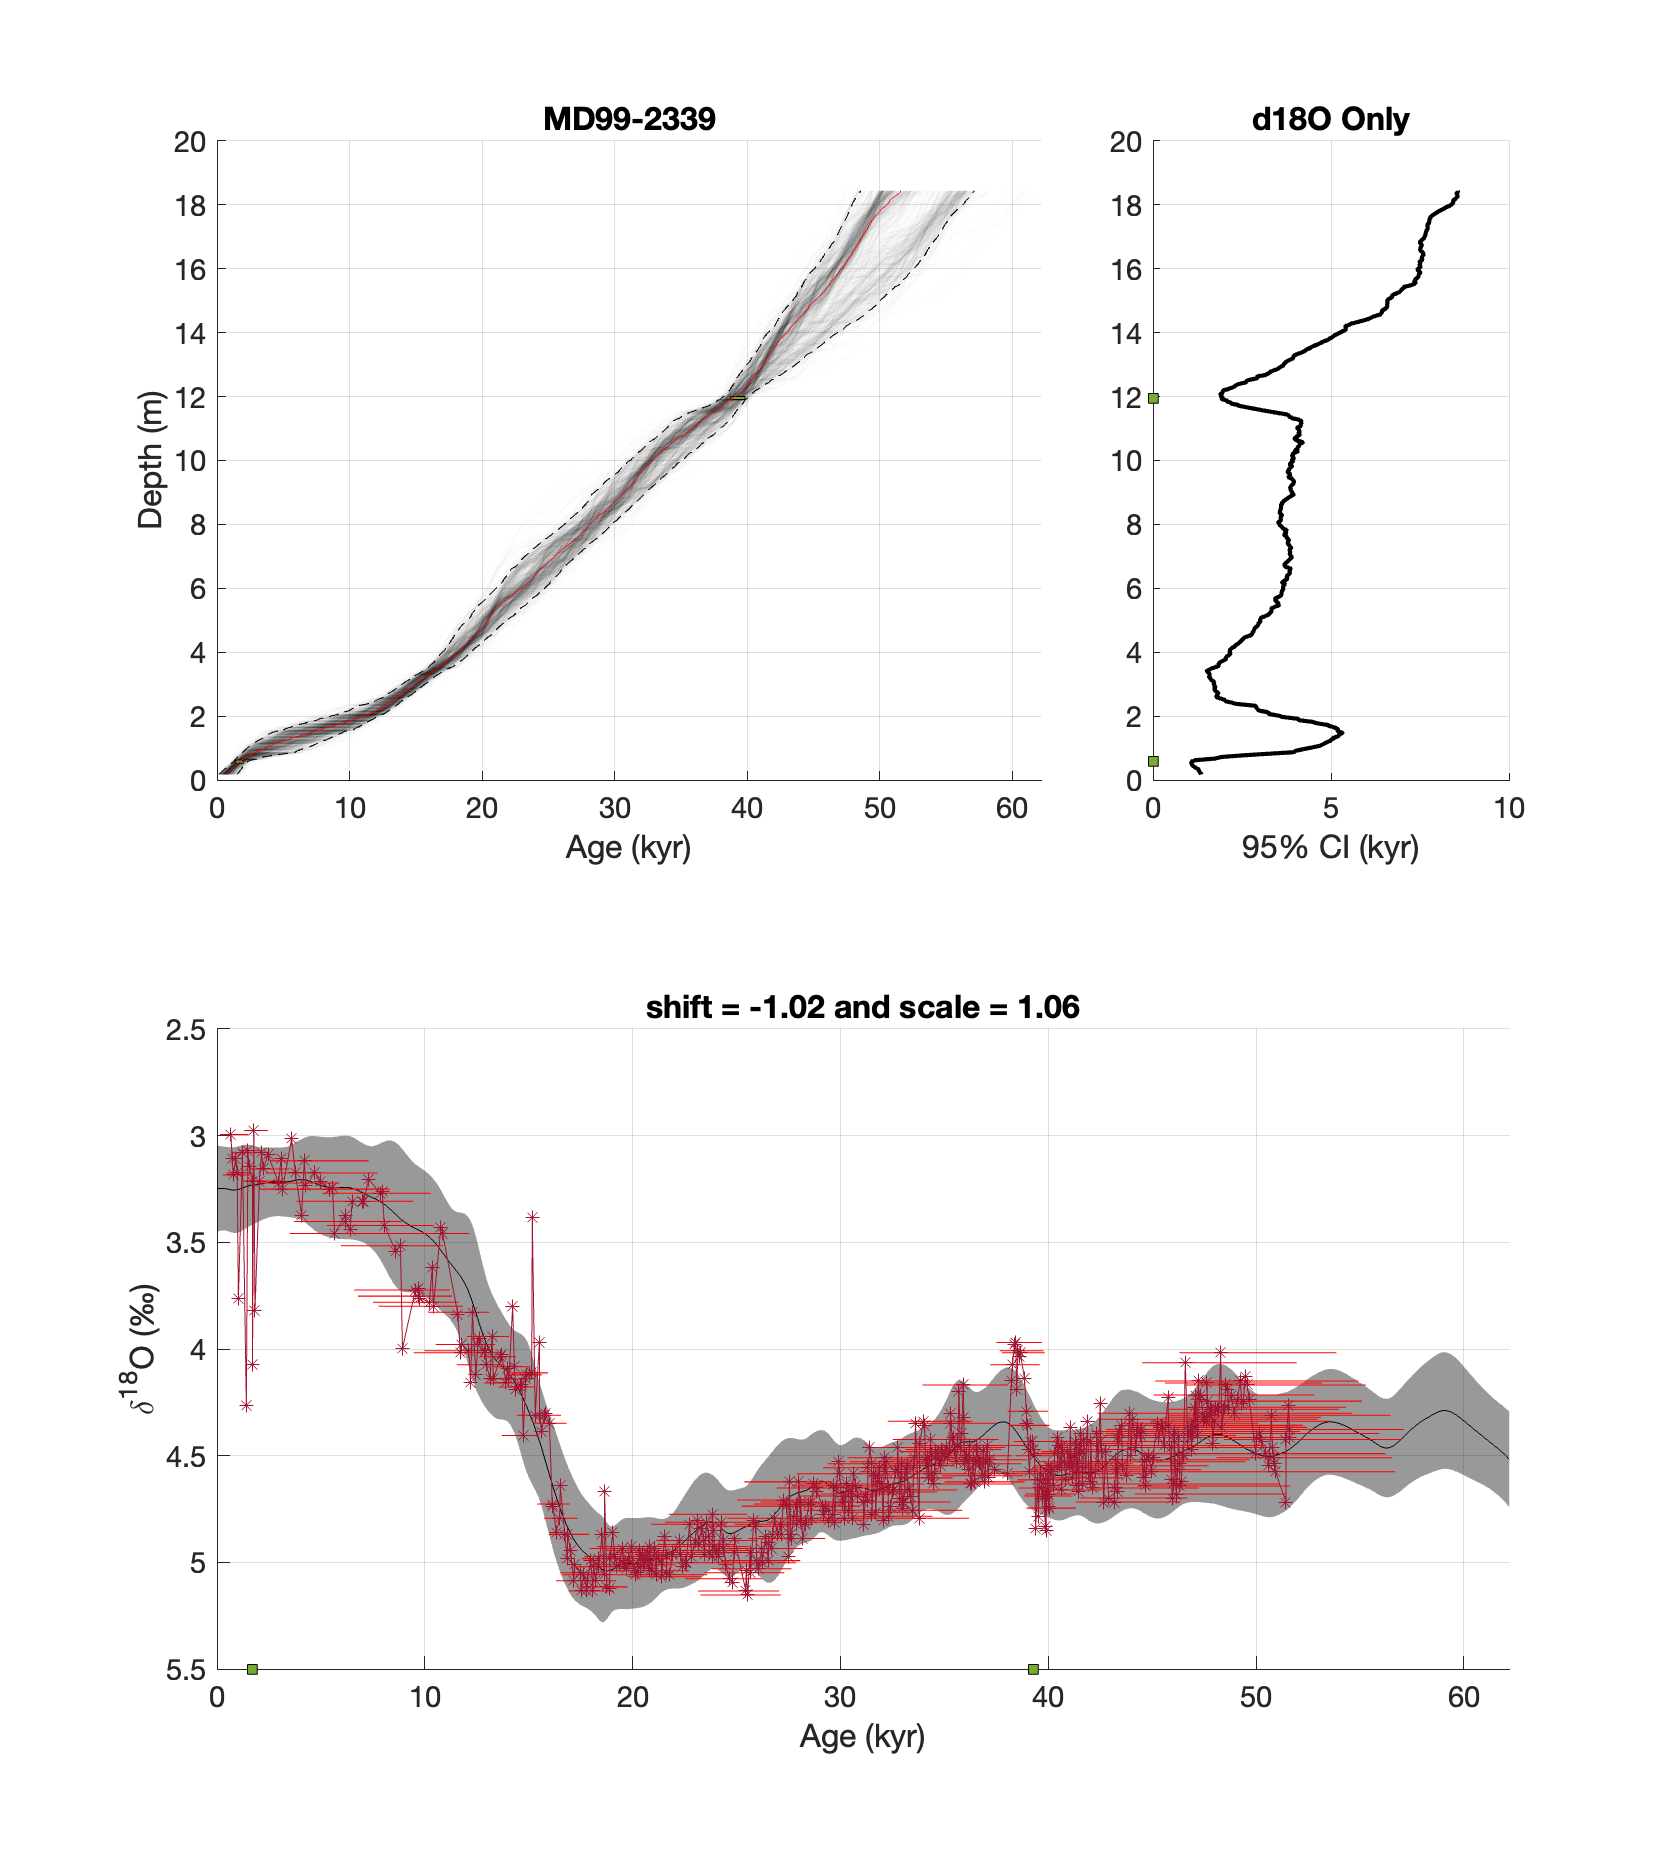 MD99-2339
20
18
16
14
12
10
8
6
4
2
0
Depth (m)
0 10 20 30 40 50 60
Age (kyr)
d18O Only
20
18
16
14
12
10
8
6
4
2
0
0 5 10
95% CI (kyr)
shift = -1.02 and scale = 1.06
2.5
3
3.5
4
4.5
5
5.5
δ¹⁸O (‰)
0 10 20 30 40 50 60
Age (kyr)